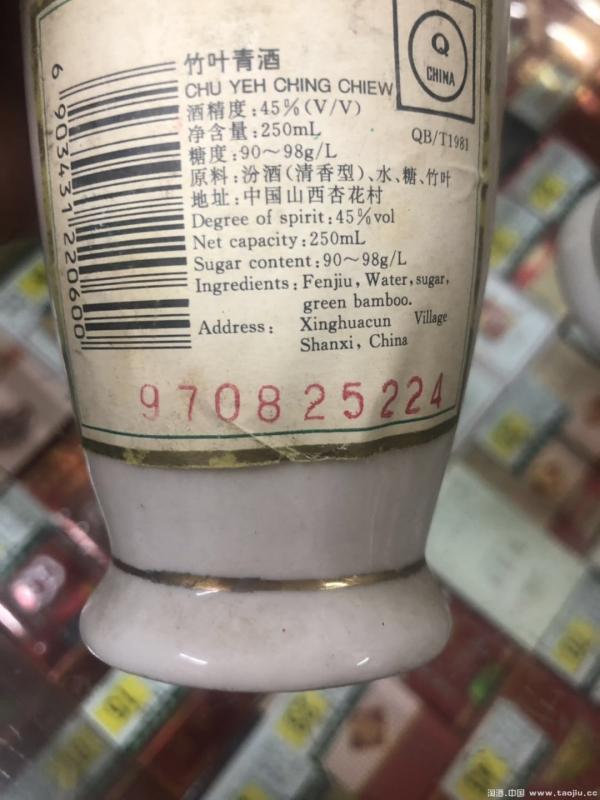 竹叶青酒
CHU YEH CHING CHIEW
酒精度:45%(V/V)
净含量:250mL
糖度:90～98g/L
原料:汾酒(清香型)、水、糖、竹叶
地址:中国山西杏花村
Degree of spirit:45%vol
Net capacity:250mL
Sugar content:90～98g/L
Ingredients: Fenjiu, Water, sugar,
green bamboo.
Address: Xinghuacun Village
Shanxi, China
Q
CHINA
QB/T1981
6 903431 220600
970825224
淘酒.中国 www.taojiu.cc